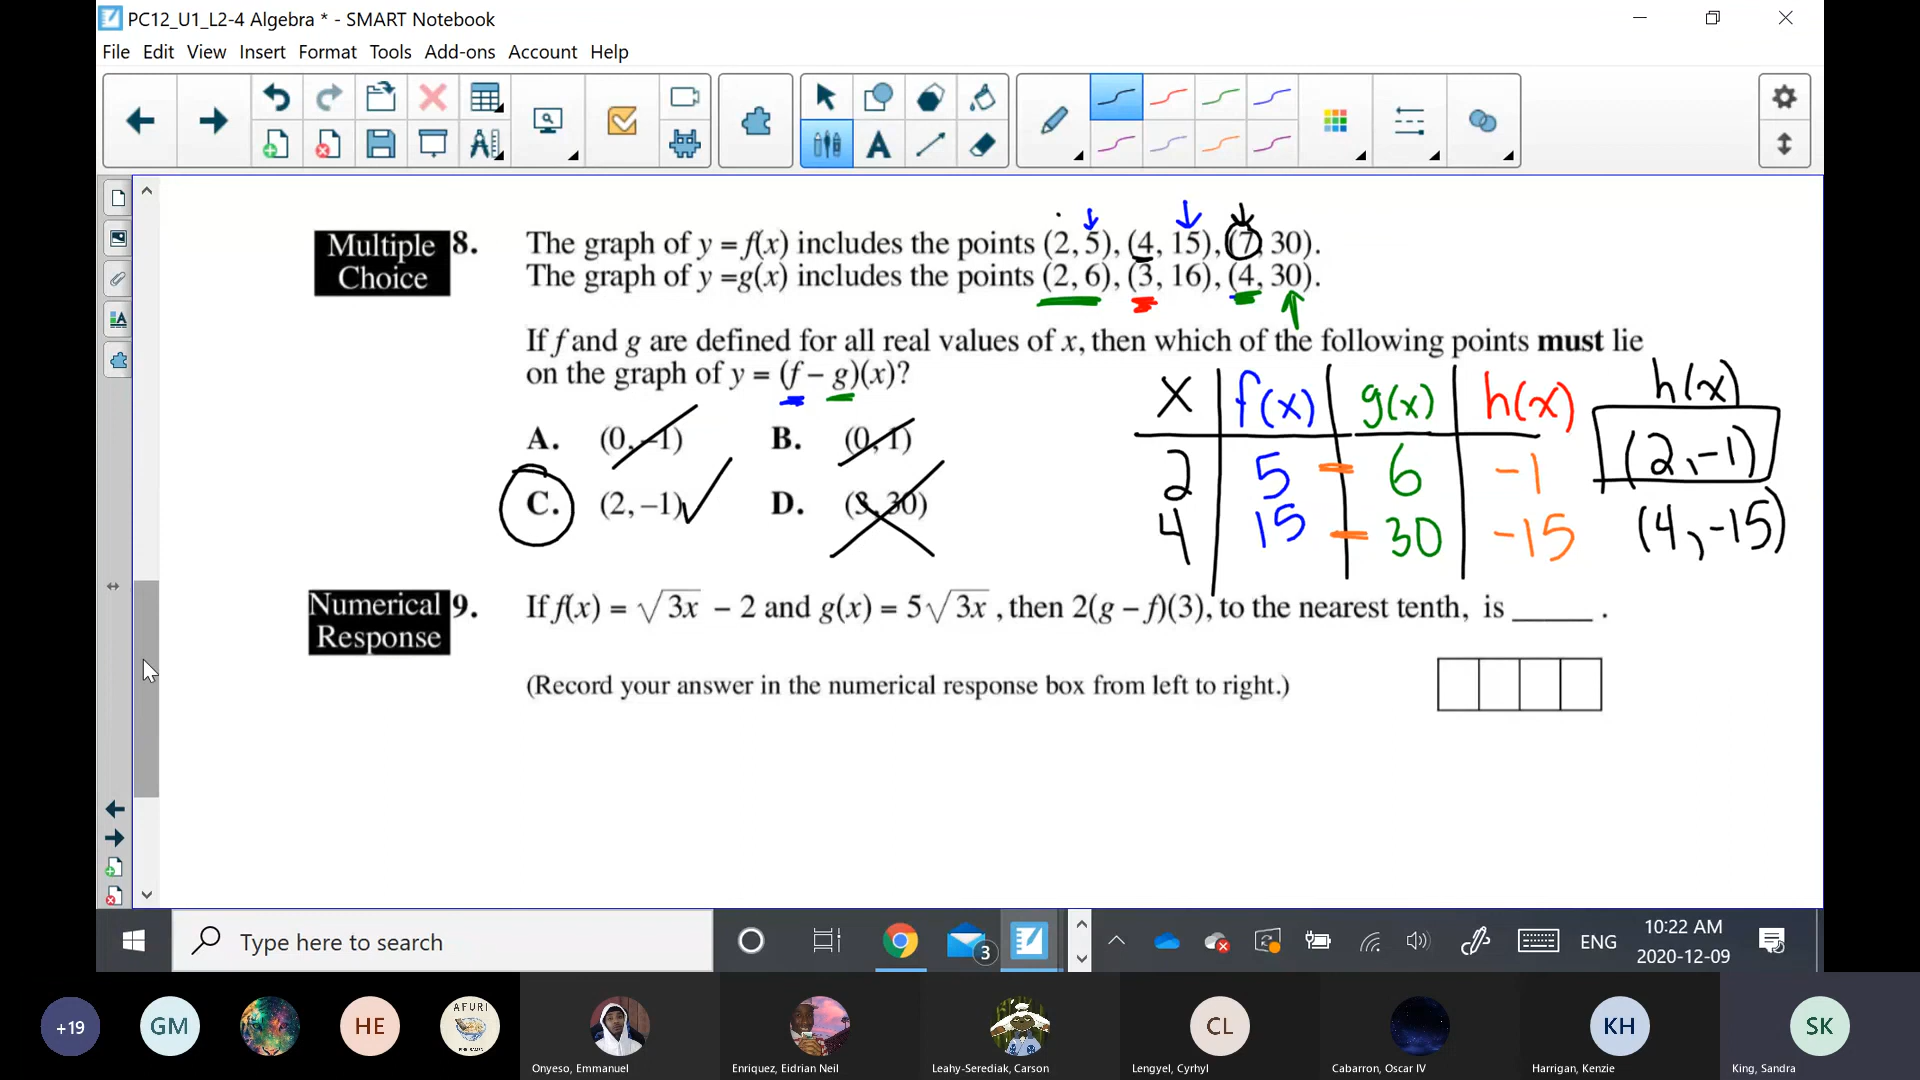 PC12_U1_L2-4 Algebra * - SMART Notebook
File Edit View Insert Format Tools Add-ons Account Help
Multiple Choice
8. The graph of y = f(x) includes the points (2, 5), (4, 15), (7, 30).
The graph of y =g(x) includes the points (2, 6), (3, 16), (4, 30).
If f and g are defined for all real values of x, then which of the following points must lie
on the graph of y = (f – g)(x)?
A. (0, –1) B. (0, 1)
C. (2, –1) D. (3, 30)
x f(x) g(x) h(x)
2 5 - 6 -1
4 15 - 30 -15
h(x)
(2, -1)
(4, -15)
Numerical Response
9. If f(x) = √3x – 2 and g(x) = 5√3x , then 2(g – f)(3), to the nearest tenth, is _____ .
(Record your answer in the numerical response box from left to right.)
Type here to search
3
ENG
10:22 AM
2020-12-09
+19
GM
HE
AFURI
CL
KH
SK
Onyeso, Emmanuel
Enriquez, Eidrian Neil
Leahy-Serediak, Carson
Lengyel, Cyrhyl
Cabarron, Oscar IV
Harrigan, Kenzie
King, Sandra